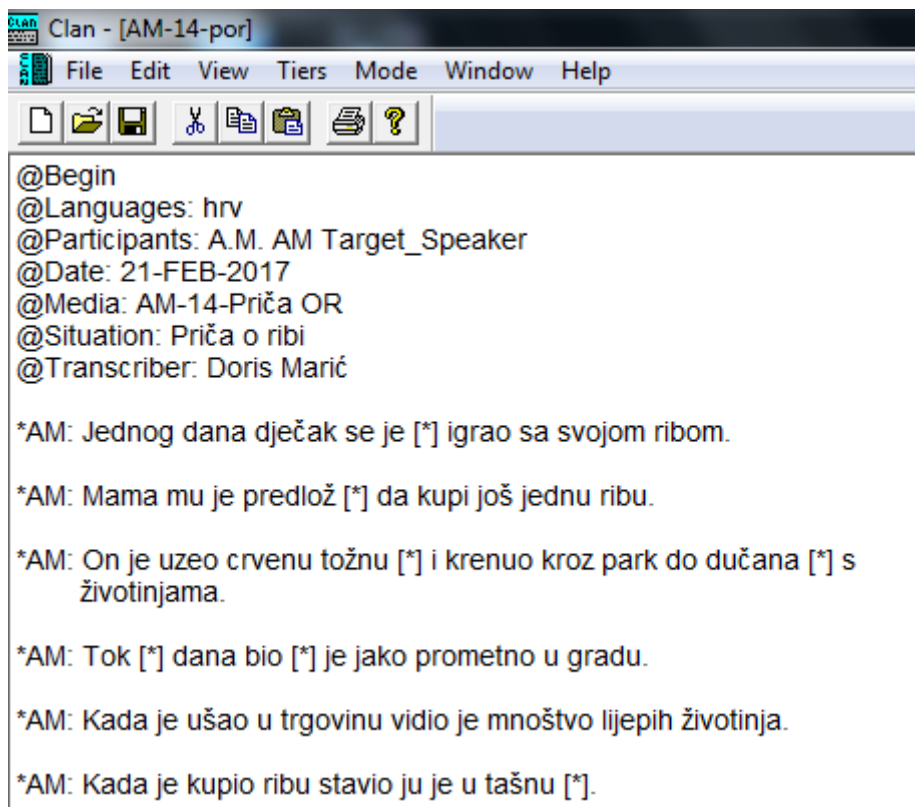 Clan - [AM-14-por]
File Edit View Tiers Mode Window Help
@Begin
@Languages: hrv
@Participants: A.M. AM Target_Speaker
@Date: 21-FEB-2017
@Media: AM-14-Priča OR
@Situation: Priča o ribi
@Transcriber: Doris Marić
*AM: Jednog dana dječak se je [*] igrao sa svojom ribom.
*AM: Mama mu je predlož [*] da kupi još jednu ribu.
*AM: On je uzeo crvenu tožnu [*] i krenuo kroz park do dučana [*] s
životinjama.
*AM: Tok [*] dana bio [*] je jako prometno u gradu.
*AM: Kada je ušao u trgovinu vidio je mnoštvo lijepih životinja.
*AM: Kada je kupio ribu stavio ju je u tašnu [*].